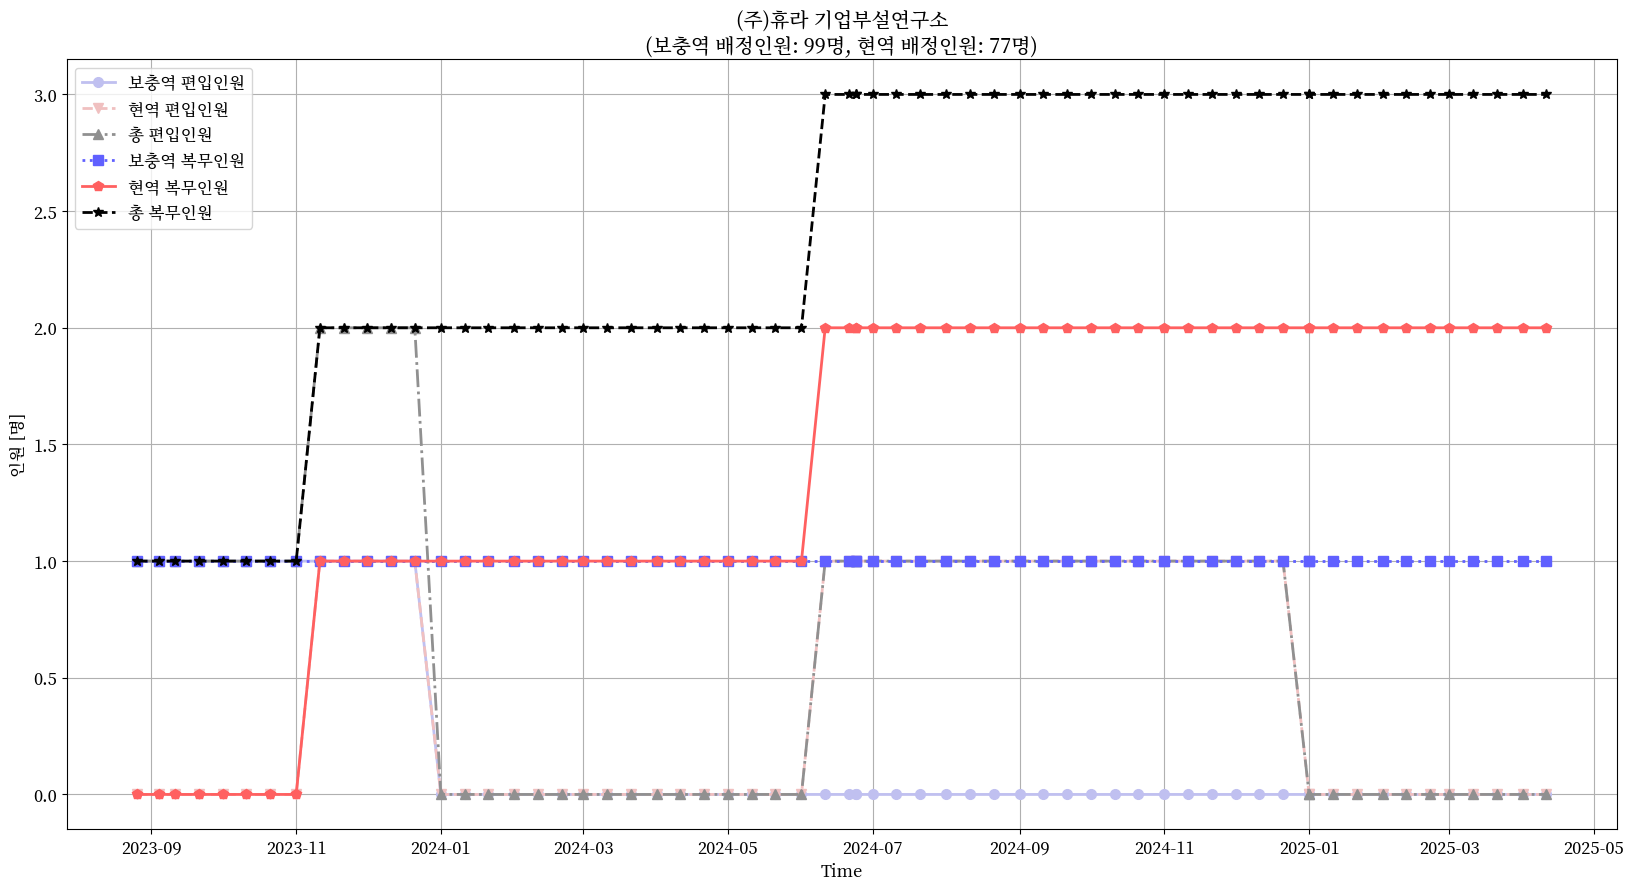 (주)휴라 기업부설연구소
(보충역 배정인원: 99명, 현역 배정인원: 77명)
보충역 편입인원
현역 편입인원
총 편입인원
보충역 복무인원
현역 복무인원
총 복무인원
3.0
2.5
2.0
1.5
1.0
0.5
0.0
인원 [명]
2023-09
2023-11
2024-01
2024-03
2024-05
2024-07
2024-09
2024-11
2025-01
2025-03
2025-05
Time